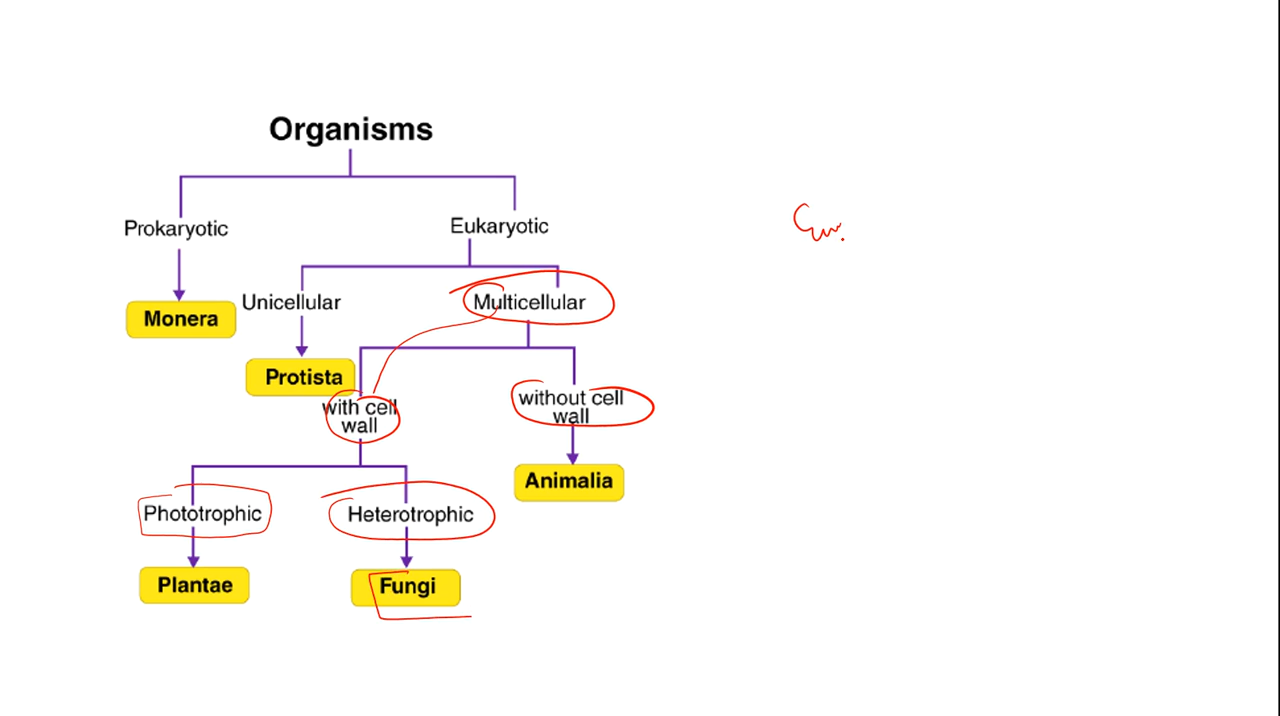 Organisms
Prokaryotic
Eukaryotic
Monera
Unicellular
Multicellular
Protista
with cell
wall
without cell
wall
Animalia
Phototrophic
Heterotrophic
Plantae
Fungi